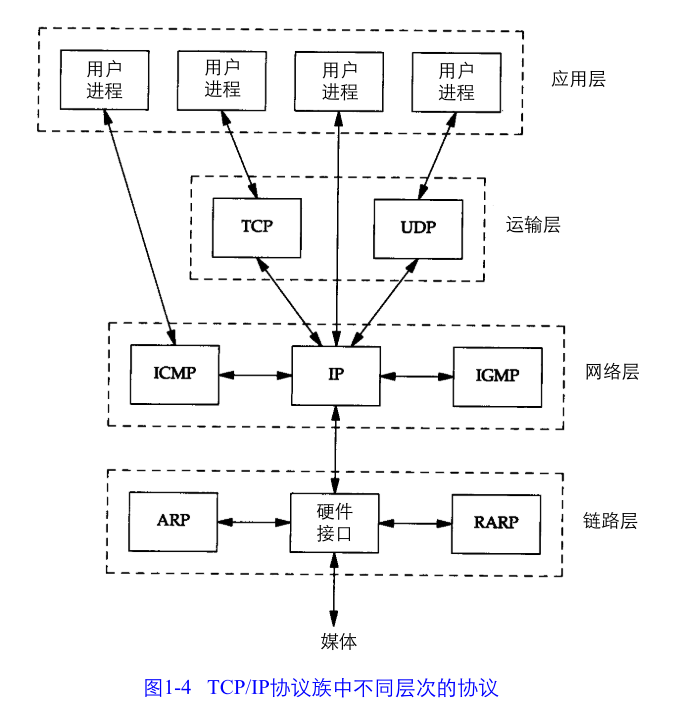 用户
进程
用户
进程
用户
进程
用户
进程
应用层
TCP
UDP
运输层
ICMP
IP
IGMP
网络层
ARP
硬件
接口
RARP
链路层
媒体
图1-4 TCP/IP协议族中不同层次的协议